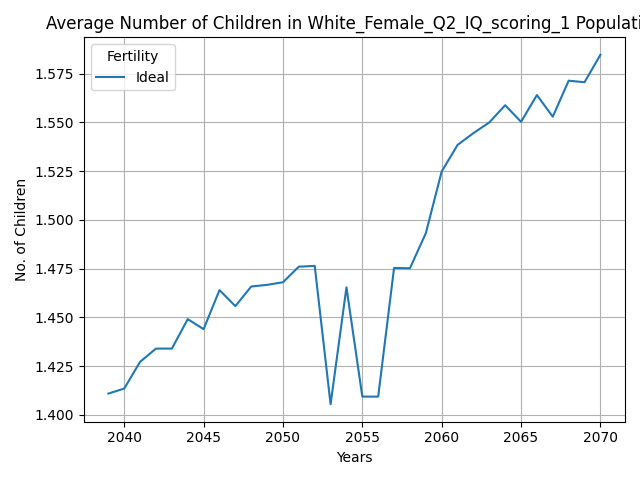 Average Number of Children in White_Female_Q2_IQ_scoring_1 Populati
Fertility
Ideal
1.575
1.550
1.525
1.500
1.475
1.450
1.425
1.400
No. of Children
2040 2045 2050 2055 2060 2065 2070
Years